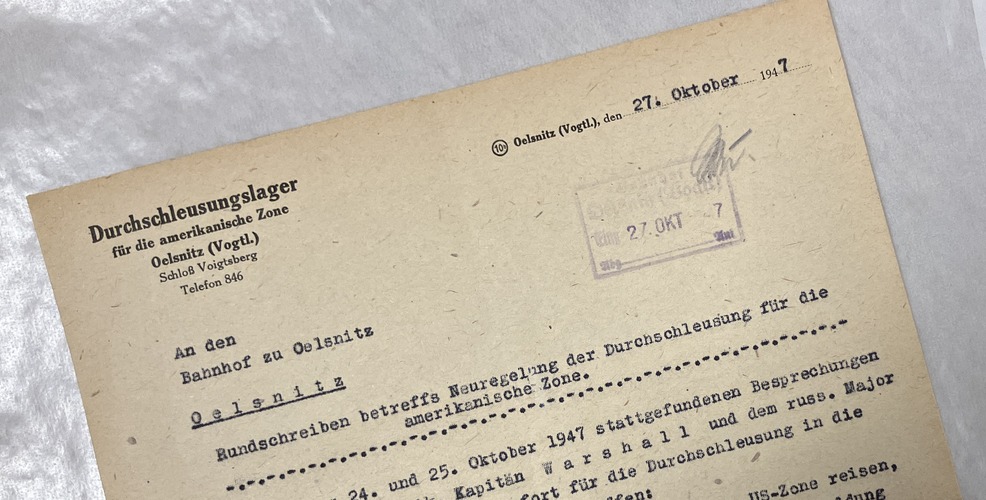 27. Oktober 1947
Oelsnitz (Vogtl.), den
Durchschleusungslager
für die amerikanische Zone
Oelsnitz (Vogtl.)
Schloß Voigtsberg
Telefon 846
27. OKT 7
An den
Bahnhof zu Oelsnitz
O e l s n i t z
Rundschreiben betreffs Neuregelung der Durchschleusung für die
amerikanische Zone.
24. und 25. Oktober 1947 stattgefundenen Besprechungen
Kapitän W a r s h a l l und dem russ. Major
fort für die Durchschleusung in die
US-Zone reisen,